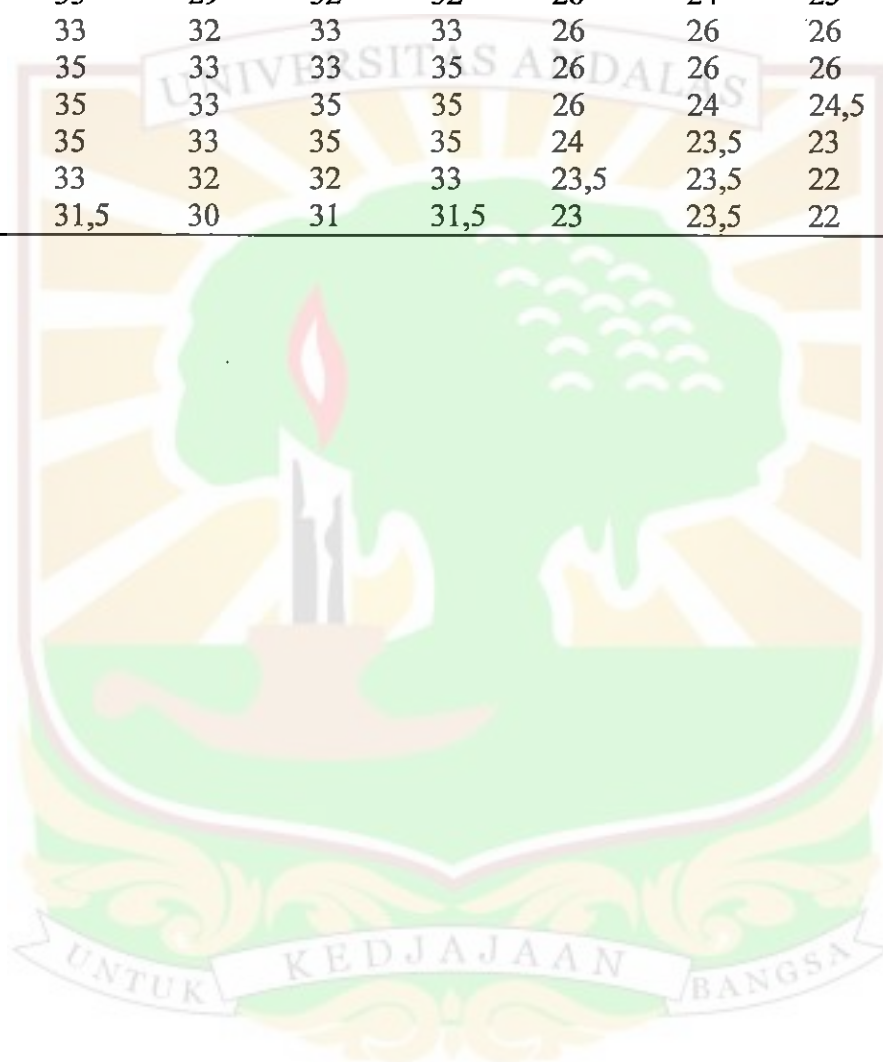 33 32 33 33 26 26 26
UNIVERSITAS ANDALAS
35 33 33 35 26 26 26
35 33 35 35 26 24 24,5
35 33 35 35 24 23,5 23
33 32 32 33 23,5 23,5 22
31,5 30 31 31,5 23 23,5 22
UNTUK KEDJAJAAN BANGSA